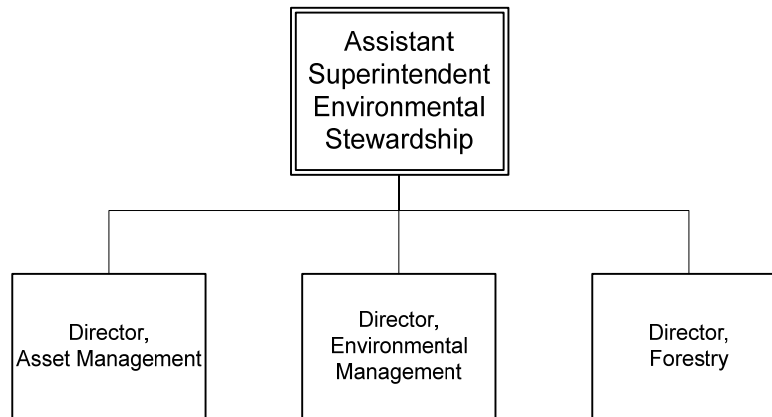 Assistant
Superintendent
Environmental
Stewardship
Director,
Asset Management
Director,
Environmental
Management
Director,
Forestry